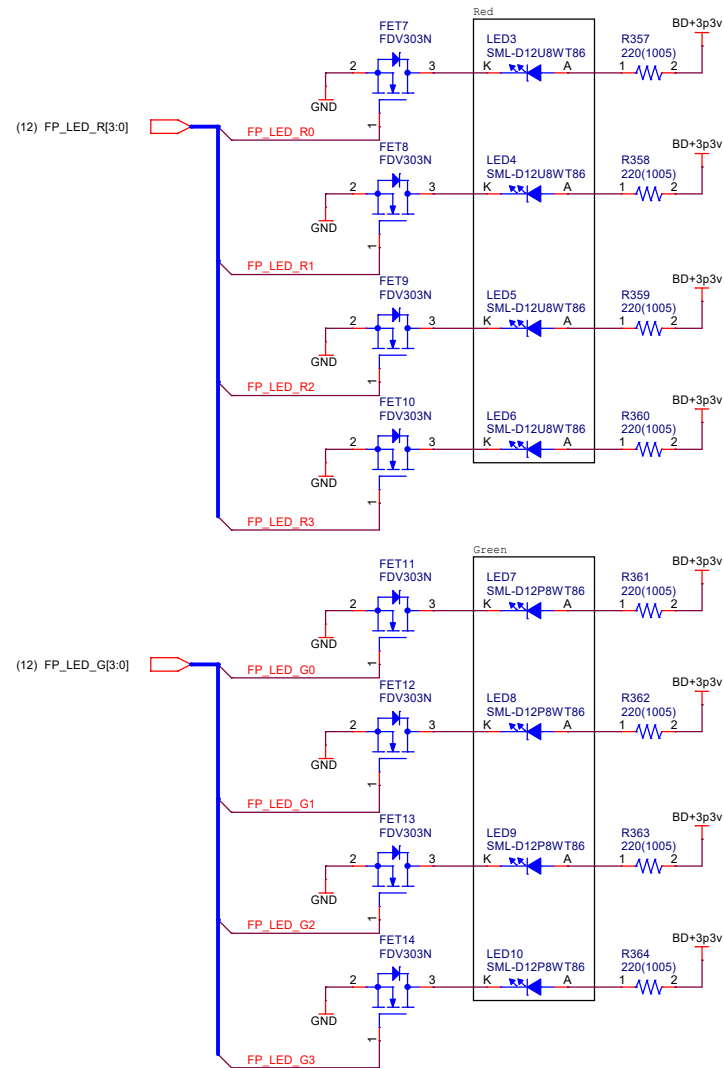 Red
FET7
FDV303N
LED3
SML-D12U8WT86
R357
220(1005)
BD+3p3v
2
3
K
A
1
2
GND
1
(12) FP_LED_R[3:0]
FP_LED_R0
FET8
FDV303N
LED4
SML-D12U8WT86
R358
220(1005)
BD+3p3v
2
3
K
A
1
2
GND
1
FP_LED_R1
FET9
FDV303N
LED5
SML-D12U8WT86
R359
220(1005)
BD+3p3v
2
3
K
A
1
2
GND
1
FP_LED_R2
FET10
FDV303N
LED6
SML-D12U8WT86
R360
220(1005)
BD+3p3v
2
3
K
A
1
2
GND
1
FP_LED_R3
Green
FET11
FDV303N
LED7
SML-D12P8WT86
R361
220(1005)
BD+3p3v
2
3
K
A
1
2
GND
1
(12) FP_LED_G[3:0]
FP_LED_G0
FET12
FDV303N
LED8
SML-D12P8WT86
R362
220(1005)
BD+3p3v
2
3
K
A
1
2
GND
1
FP_LED_G1
FET13
FDV303N
LED9
SML-D12P8WT86
R363
220(1005)
BD+3p3v
2
3
K
A
1
2
GND
1
FP_LED_G2
FET14
FDV303N
LED10
SML-D12P8WT86
R364
220(1005)
BD+3p3v
2
3
K
A
1
2
GND
1
FP_LED_G3